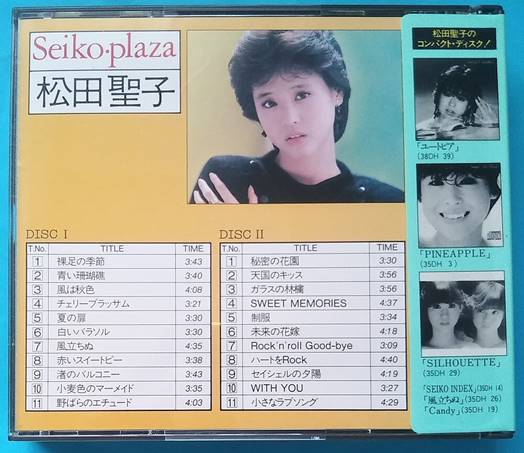 Seiko・plaza
松田聖子
DISC I
T.No. TITLE TIME
1 裸足の季節 3:43
2 青い珊瑚礁 3:40
3 風は秋色 4:08
4 チェリーブラッサム 3:21
5 夏の扉 3:30
6 白いパラソル 3:30
7 風立ちぬ 4:35
8 赤いスイートピー 3:38
9 渚のバルコニー 3:43
10 小麦色のマーメイド 3:35
11 野ばらのエチュード 4:03
DISC II
T.No. TITLE TIME
1 秘密の花園 3:30
2 天国のキッス 3:56
3 ガラスの林檎 3:56
4 SWEET MEMORIES 4:37
5 制服 3:34
6 未来の花嫁 4:18
7 Rock'n'roll Good-bye 3:09
8 ハートをRock 4:40
9 セイシェルの夕陽 4:19
10 WITH YOU 3:27
11 小さなラブソング 4:29
松田聖子の
コンパクト・ディスク!
「ユートピア」
(38DH 39)
「PINEAPPLE」
(35DH 3)
「SILHOUETTE」
(35DH 29)
「SEIKO INDEX」(35DH 14)
「風立ちぬ」(35DH 26)
「Candy」(35DH 19)